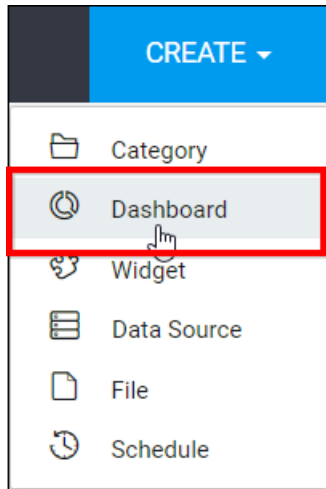 CREATE
Category
Dashboard
Widget
Data Source
File
Schedule